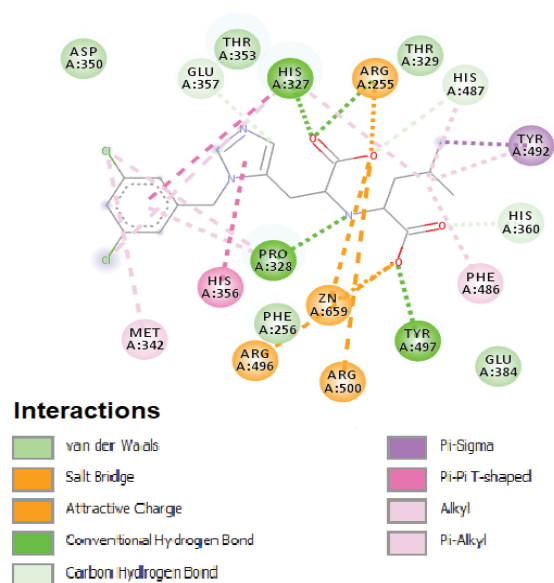 ASP
A:350
THR
A:353
GLU
A:357
HIS
A:327
ARG
A:255
THR
A:329
HIS
A:487
TYR
A:492
HIS
A:360
PHE
A:486
GLU
A:384
TYR
A:497
ZN
A:659
ARG
A:500
ARG
A:496
PHE
A:256
PRO
A:328
HIS
A:356
MET
A:342
Cl
Cl
N
N
N
O
O
O
O
Interactions
van der Waals
Salt Bridge
Attractive Charge
Conventional Hydrogen Bond
Carbon Hydrogen Bond
Pi-Sigma
Pi-Pi T-shaped
Alkyl
Pi-Alkyl